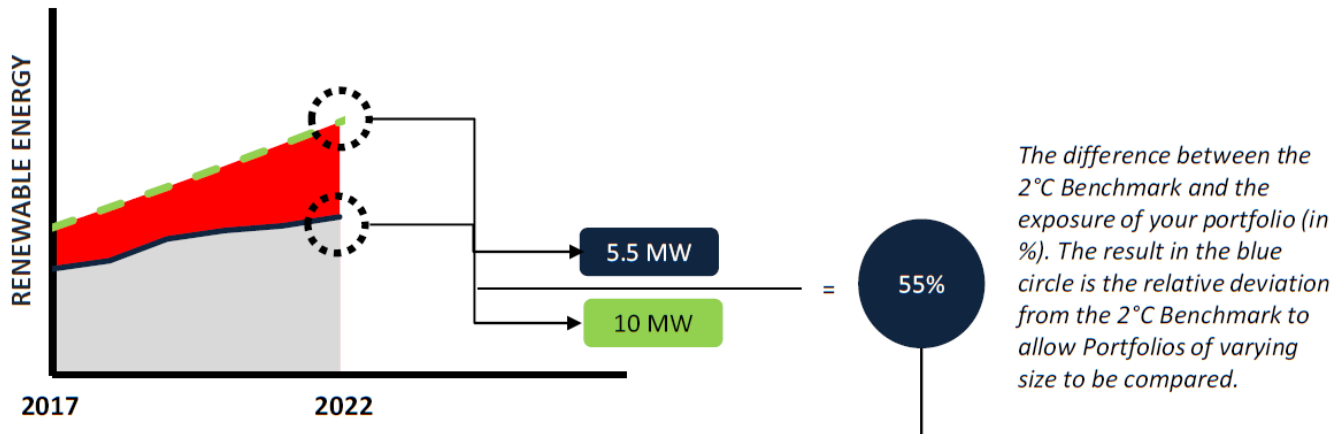 RENEWABLE ENERGY
2017
2022
5.5 MW
10 MW
=
55%
The difference between the
2°C Benchmark and the
exposure of your portfolio (in
%). The result in the blue
circle is the relative deviation
from the 2°C Benchmark to
allow Portfolios of varying
size to be compared.